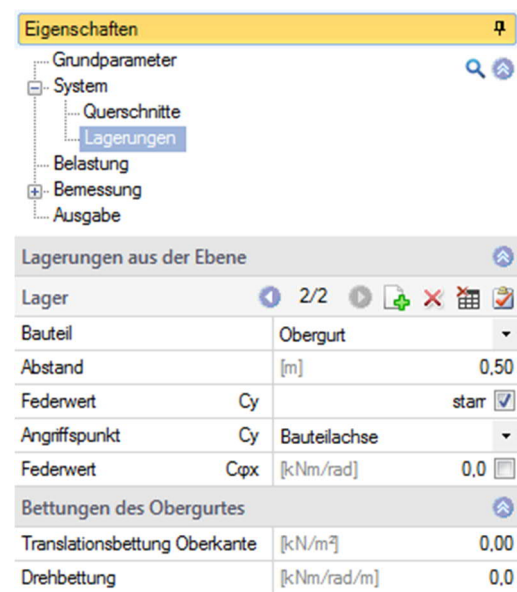 Eigenschaften
Grundparameter
System
Querschnitte
Lagerungen
Belastung
Bemessung
Ausgabe
Lagerungen aus der Ebene
Lager 2/2
Bauteil Obergurt
Abstand [m] 0,50
Federwert Cy starr
Angriffspunkt Cy Bauteilachse
Federwert Cφx [kNm/rad] 0,0
Bettungen des Obergurtes
Translationsbettung Oberkante [kN/m²] 0,00
Drehbettung [kNm/rad/m] 0,0